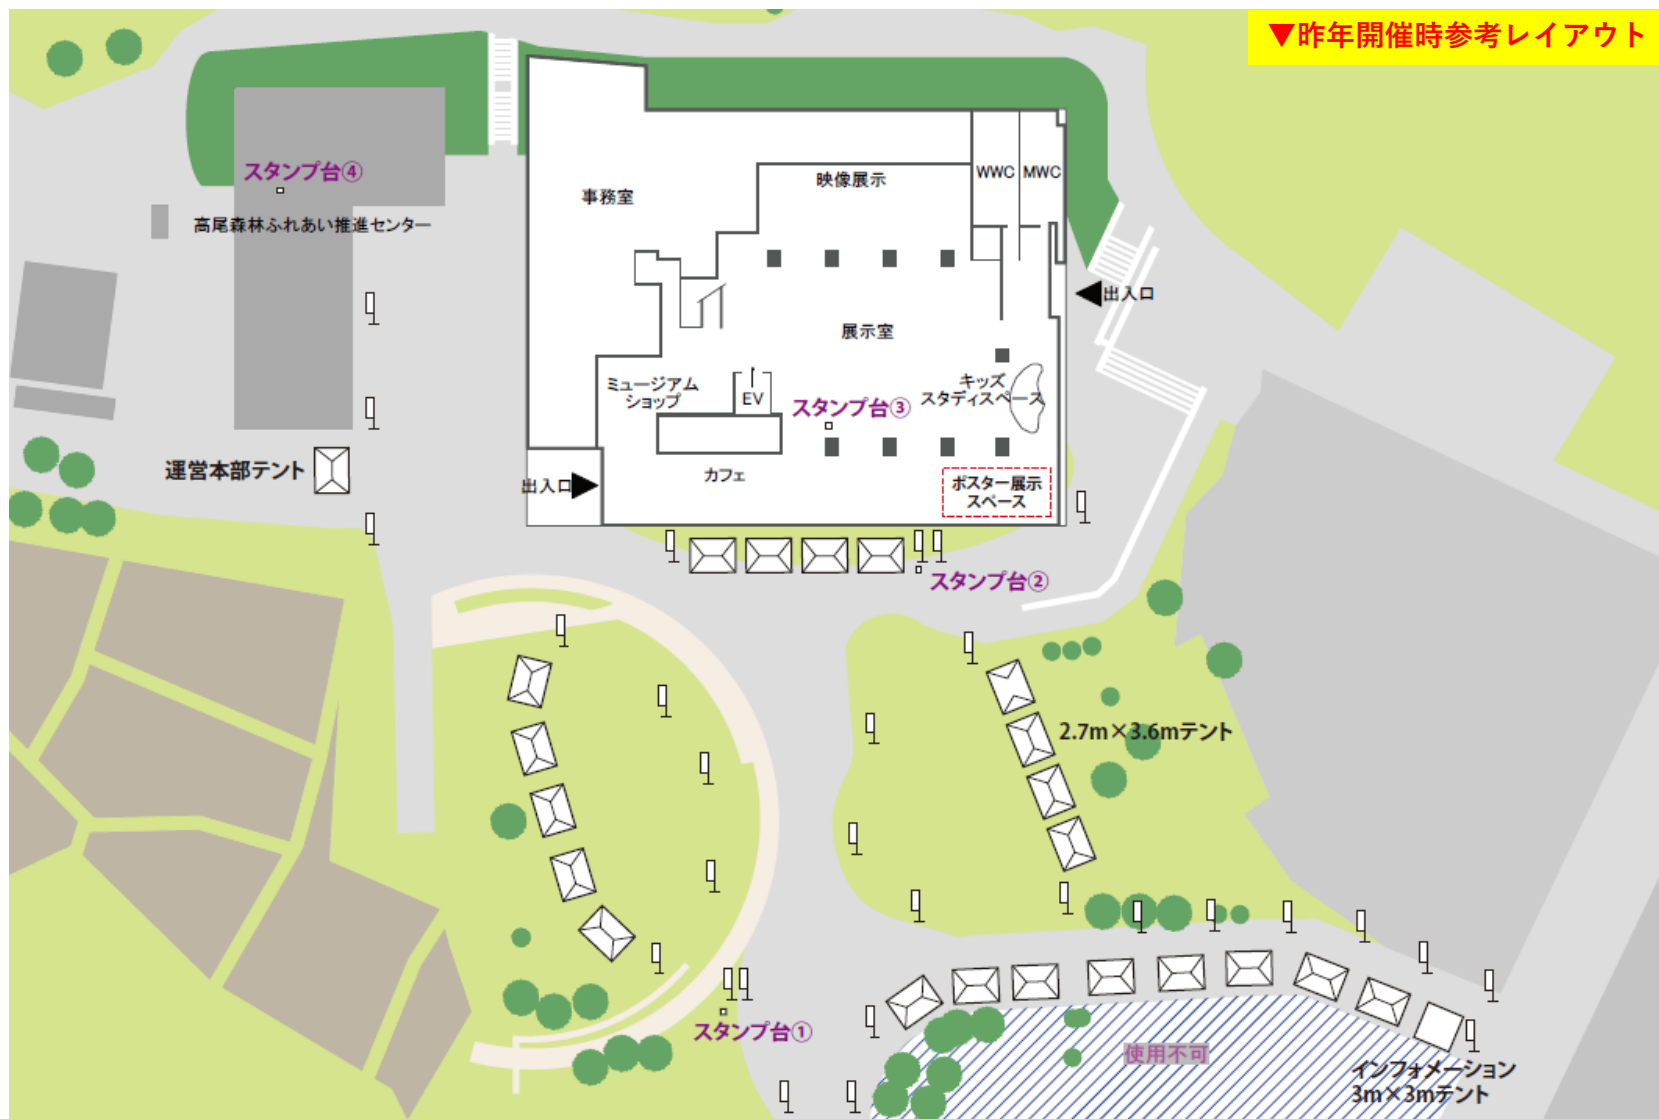 ▼昨年開催時参考レイアウト
スタンプ台④
高尾森林ふれあい推進センター
事務室
映像展示
WWC
MWC
出入口
展示室
ミュージアム
ショップ
EV
キッズ
スタディスペース
スタンプ台③
運営本部テント
出入口
カフェ
ポスター展示
スペース
スタンプ台②
2.7m×3.6mテント
スタンプ台①
使用不可
インフォメーション
3m×3mテント